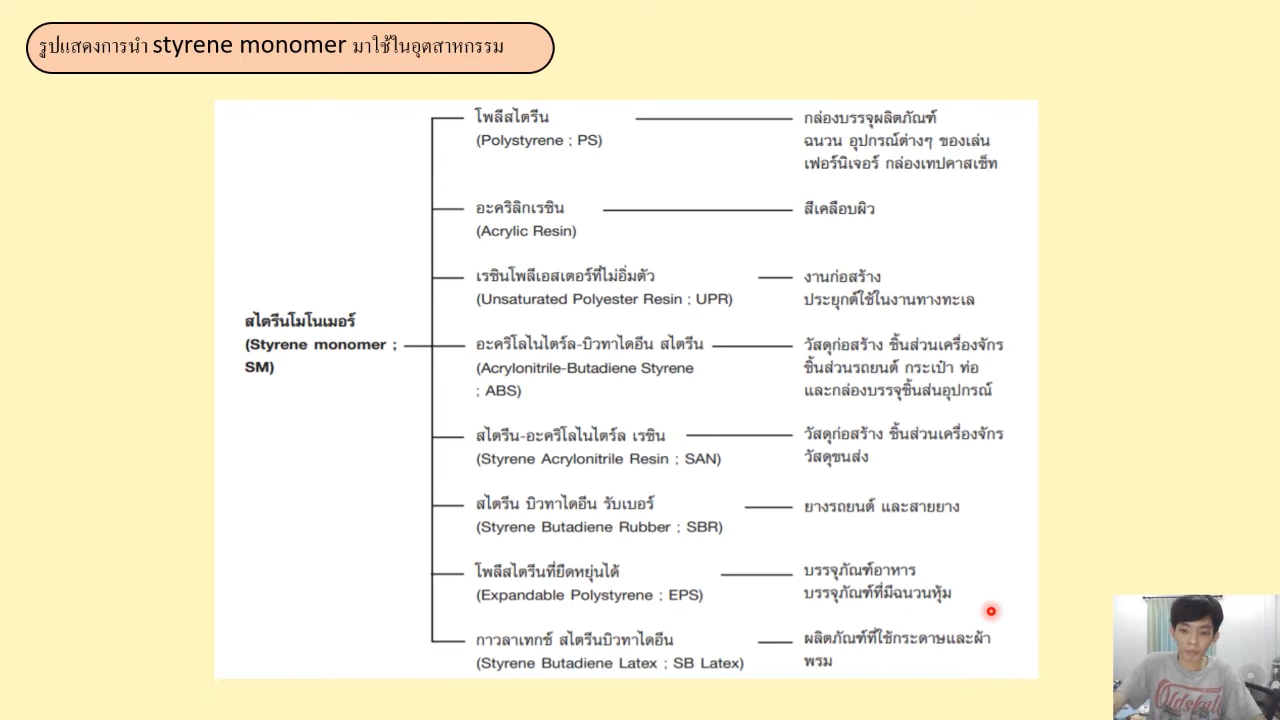 รูปแสดงการนำ styrene monomer มาใช้ในอุตสาหกรรม
สไตรีนโมโนเมอร์
(Styrene monomer ;
SM)
โพลีสไตรีน
(Polystyrene ; PS)
กล่องบรรจุผลิตภัณฑ์
ฉนวน อุปกรณ์ต่างๆ ของเล่น
เฟอร์นิเจอร์ กล่องเทปคาสเซ็ท
อะคริลิกเรซิน
(Acrylic Resin)
สีเคลือบผิว
เรซินโพลีเอสเตอร์ที่ไม่อิ่มตัว
(Unsaturated Polyester Resin ; UPR)
งานก่อสร้าง
ประยุกต์ใช้ในงานทางทะเล
อะคริโลไนไตร์ล-บิวทาไดอีน สไตรีน
(Acrylonitrile-Butadiene Styrene
; ABS)
วัสดุก่อสร้าง ชิ้นส่วนเครื่องจักร
ชิ้นส่วนรถยนต์ กระเป๋า ท่อ
และกล่องบรรจุชิ้นส่นอุปกรณ์
สไตรีน-อะคริโลไนไตร์ล เรซิน
(Styrene Acrylonitrile Resin ; SAN)
วัสดุก่อสร้าง ชิ้นส่วนเครื่องจักร
วัสดุขนส่ง
สไตรีน บิวทาไดอีน รับเบอร์
(Styrene Butadiene Rubber ; SBR)
ยางรถยนต์ และสายยาง
โพลีสไตรีนที่ยืดหยุ่นได้
(Expandable Polystyrene ; EPS)
บรรจุภัณฑ์อาหาร
บรรจุภัณฑ์ที่มีฉนวนหุ้ม
กาวลาเทกซ์ สไตรีนบิวทาไดอีน
(Styrene Butadiene Latex ; SB Latex)
ผลิตภัณฑ์ที่ใช้กระดาษและผ้า
พรม
Oldskull